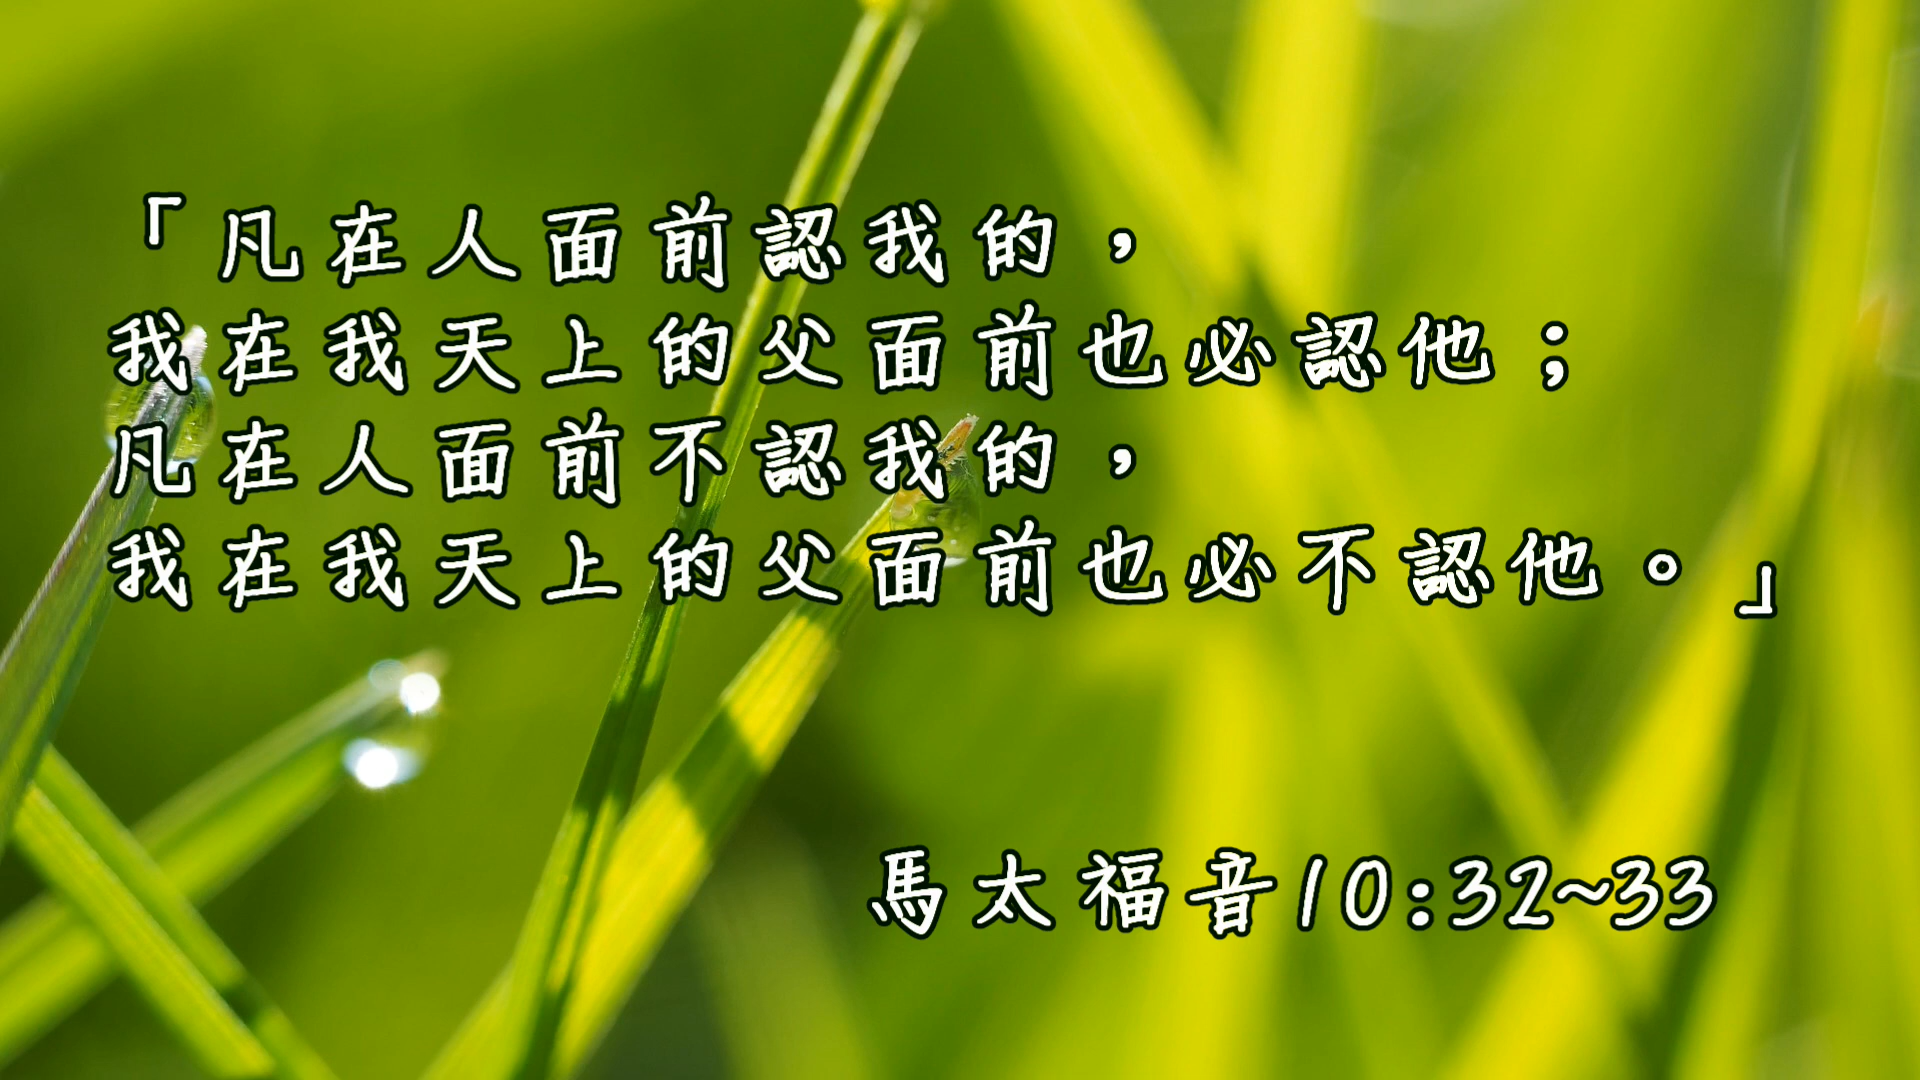 「凡在人面前認我的，
我在我天上的父面前也必認他；
凡在人面前不認我的，
我在我天上的父面前也必不認他。」
馬太福音10:32~33